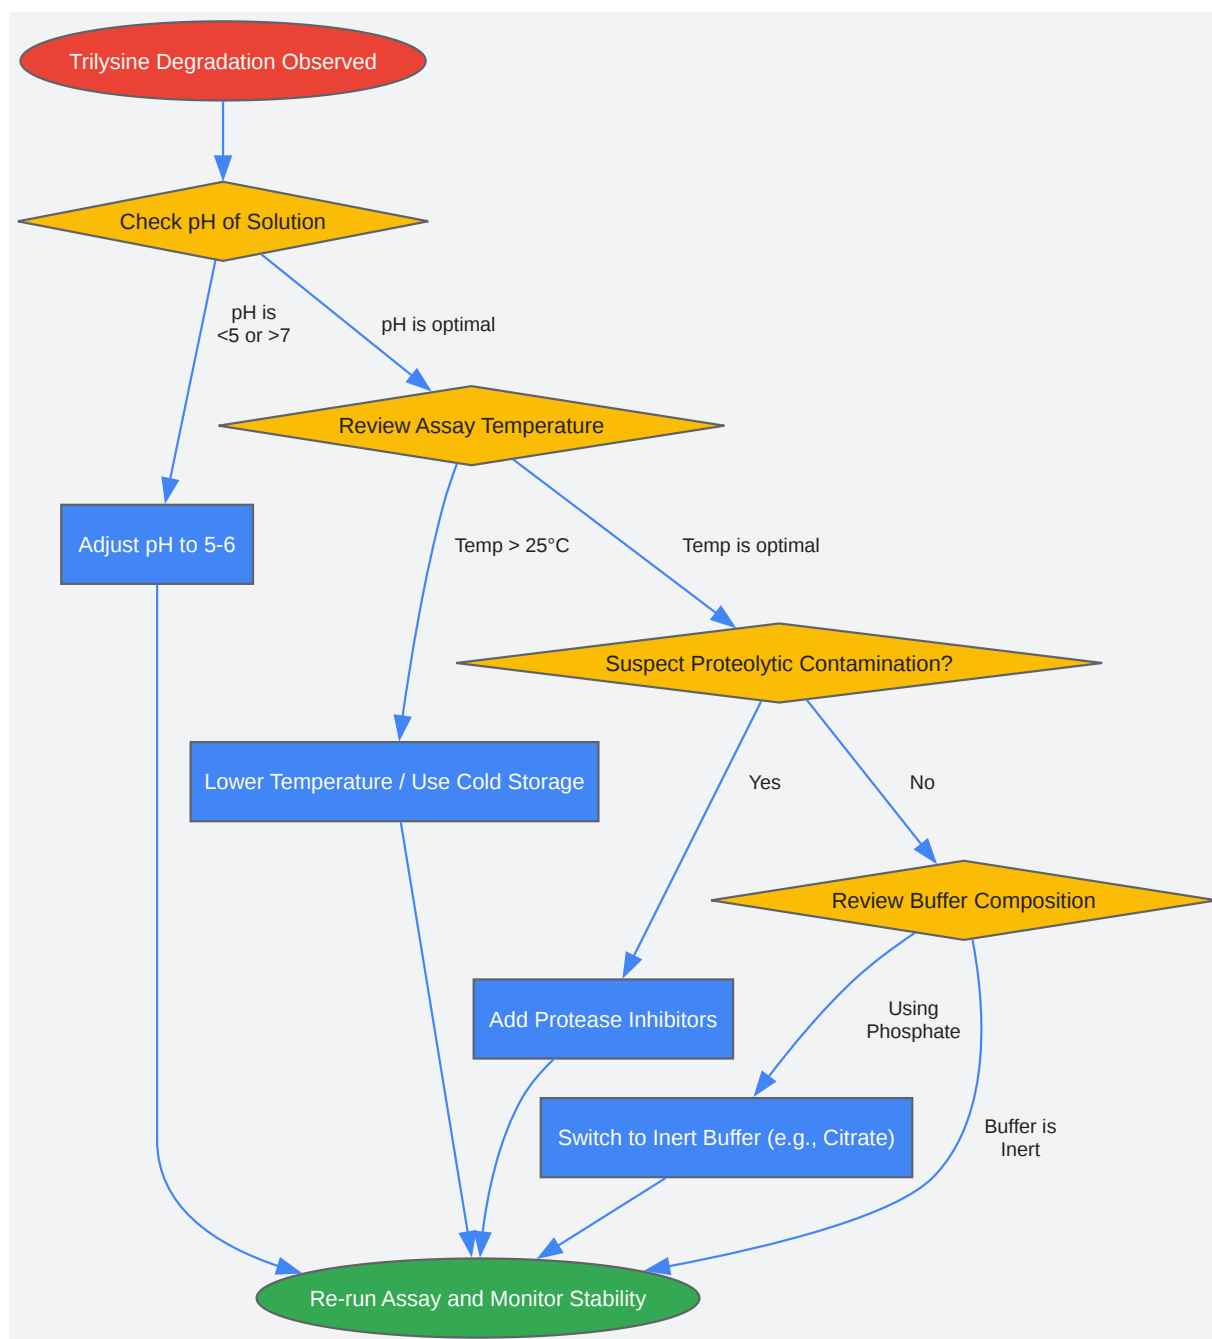 Trilysine Degradation Observed
Check pH of Solution
pH is
<5 or >7
pH is optimal
Review Assay Temperature
Adjust pH to 5-6
Temp > 25°C
Temp is optimal
Suspect Proteolytic Contamination?
Lower Temperature / Use Cold Storage
Yes
No
Review Buffer Composition
Add Protease Inhibitors
Using
Phosphate
Switch to Inert Buffer (e.g., Citrate)
Buffer is
Inert
Re-run Assay and Monitor Stability